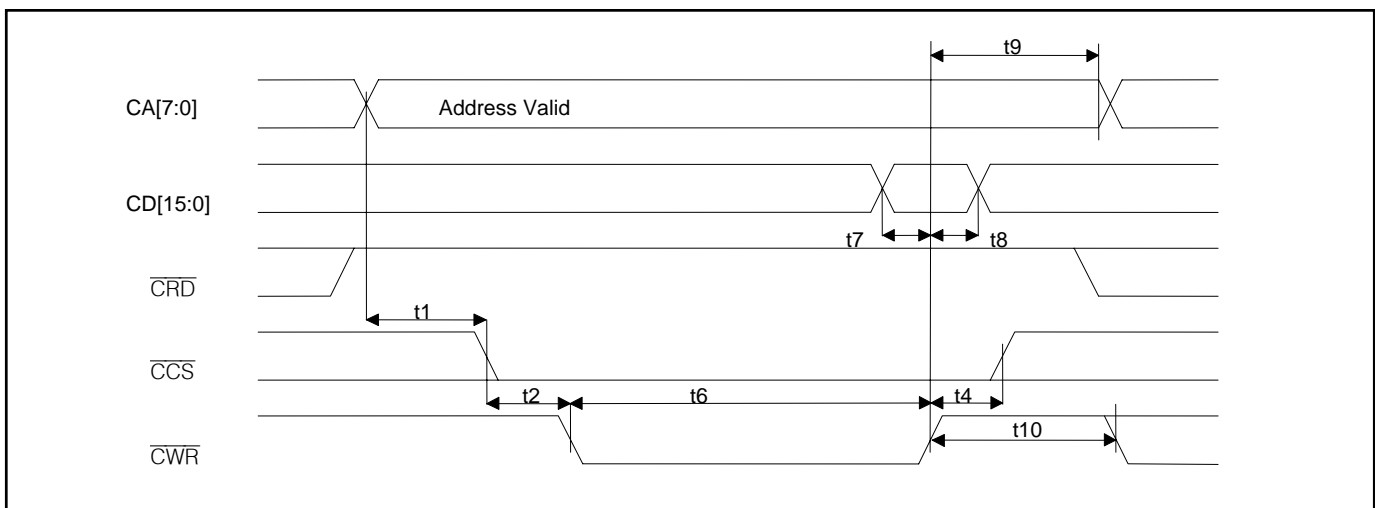 t9
CA[7:0]
Address Valid
CD[15:0]
t7
t8
CRD
t1
CCS
t2
t6
t4
t10
CWR